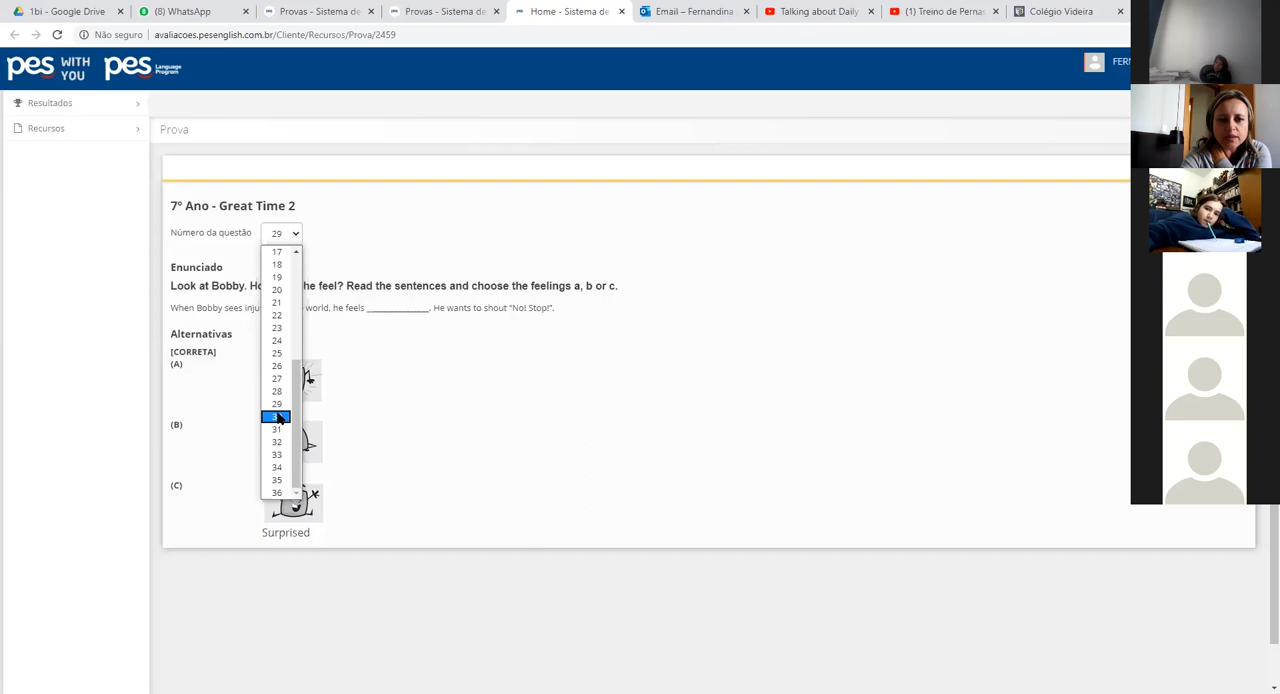 1bi - Google Drive
(8) WhatsApp
Provas - Sistema de
Provas - Sistema de
Home - Sistema de
Email – Fernandina
Talking about Daily
(1) Treino de Pernas
Colégio Videira
Não seguro | avaliacoes.pesenglish.com.br/Cliente/Recursos/Prova/2459
pes WITH YOU pes Language Program
FERN
Resultados
Recursos
Prova
7º Ano - Great Time 2
Número da questão 29
17
18
19
20
21
22
23
24
25
26
27
28
29
31
32
33
34
35
36
Enunciado
Look at Bobby. he feel? Read the sentences and choose the feelings a, b or c.
When Bobby sees world, he feels ______________. He wants to shout "No! Stop!".
Alternativas
[CORRETA]
(A)
(B)
(C)
Surprised